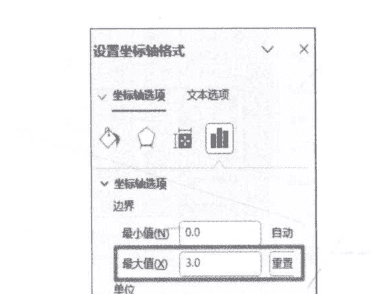 设置坐标轴格式
坐标轴选项 文本选项
坐标轴选项
边界
最小值(N) 0.0 自动
最大值(X) 3.0 重置
单位